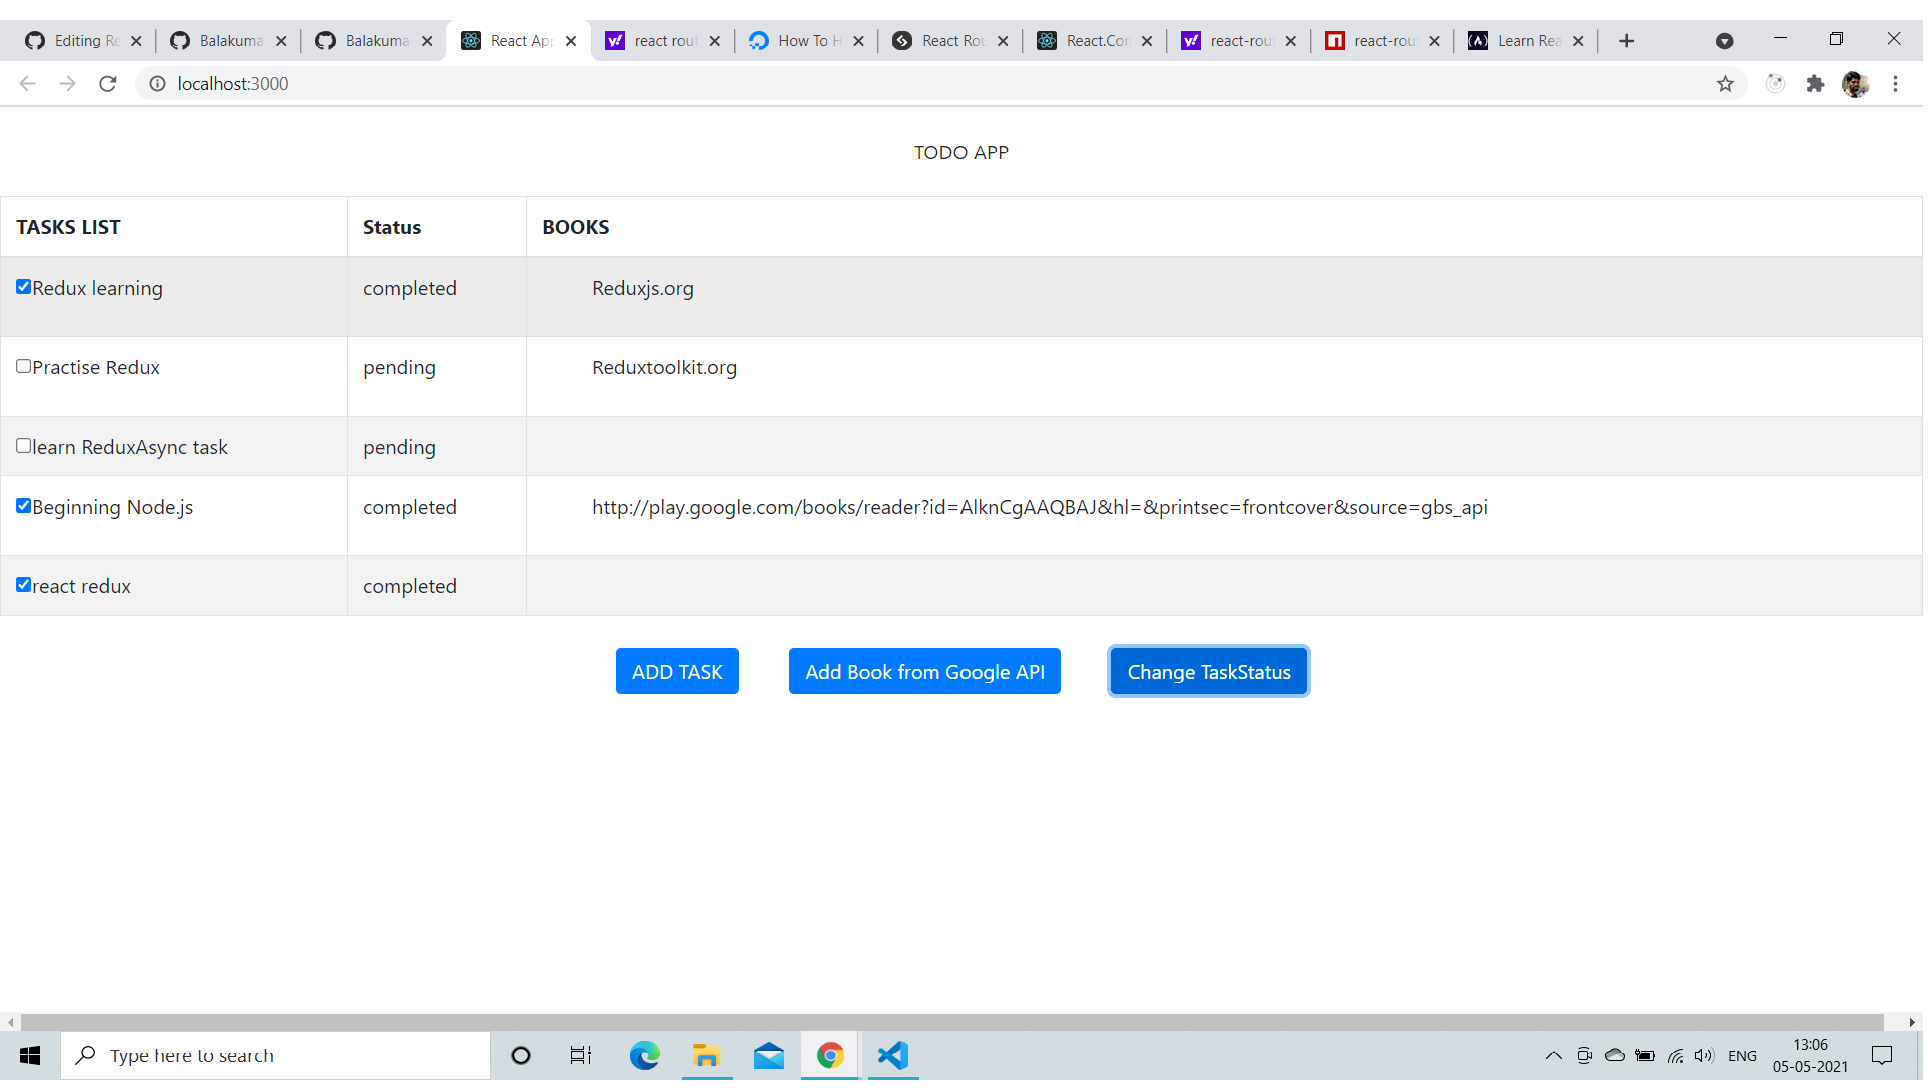 Editing Re
Balakuma
Balakuma
React App
react rout
How To H
React Rou
React.Con
react-rout
react-rout
Learn Rea
localhost:3000
TODO APP
TASKS LIST Status BOOKS
Redux learning completed Reduxjs.org
Practise Redux pending Reduxtoolkit.org
learn ReduxAsync task pending
Beginning Node.js completed http://play.google.com/books/reader?id=AlknCgAAQBAJ&hl=&printsec=frontcover&source=gbs_api
react redux completed
ADD TASK Add Book from Google API Change TaskStatus
Type here to search
ENG
13:06
05-05-2021